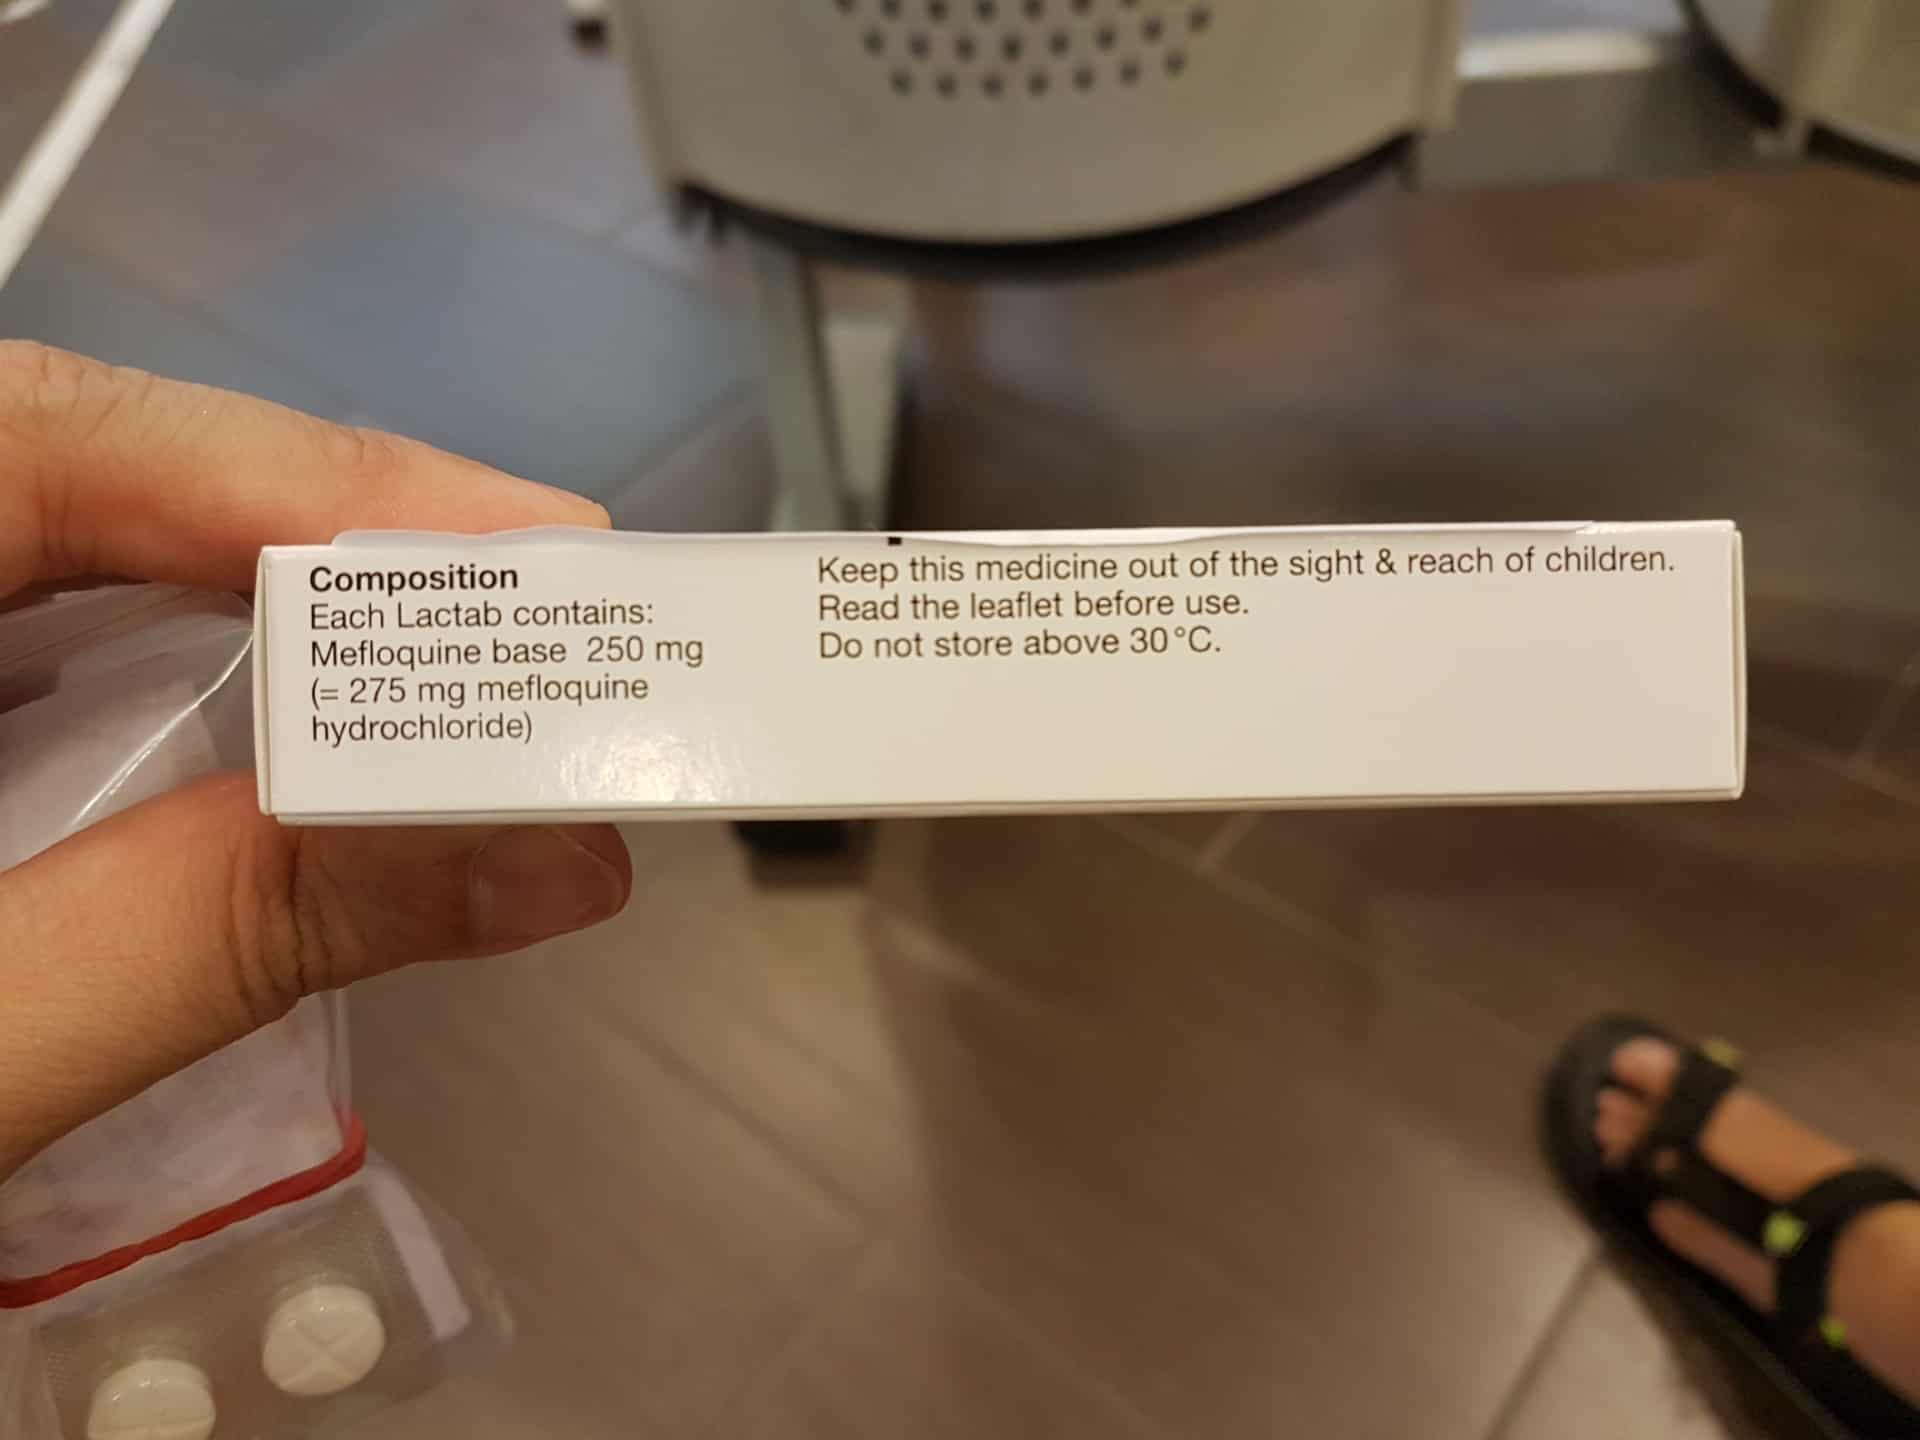 Composition
Each Lactab contains:
Mefloquine base 250 mg
(= 275 mg mefloquine
hydrochloride)
Keep this medicine out of the sight & reach of children.
Read the leaflet before use.
Do not store above 30°C.